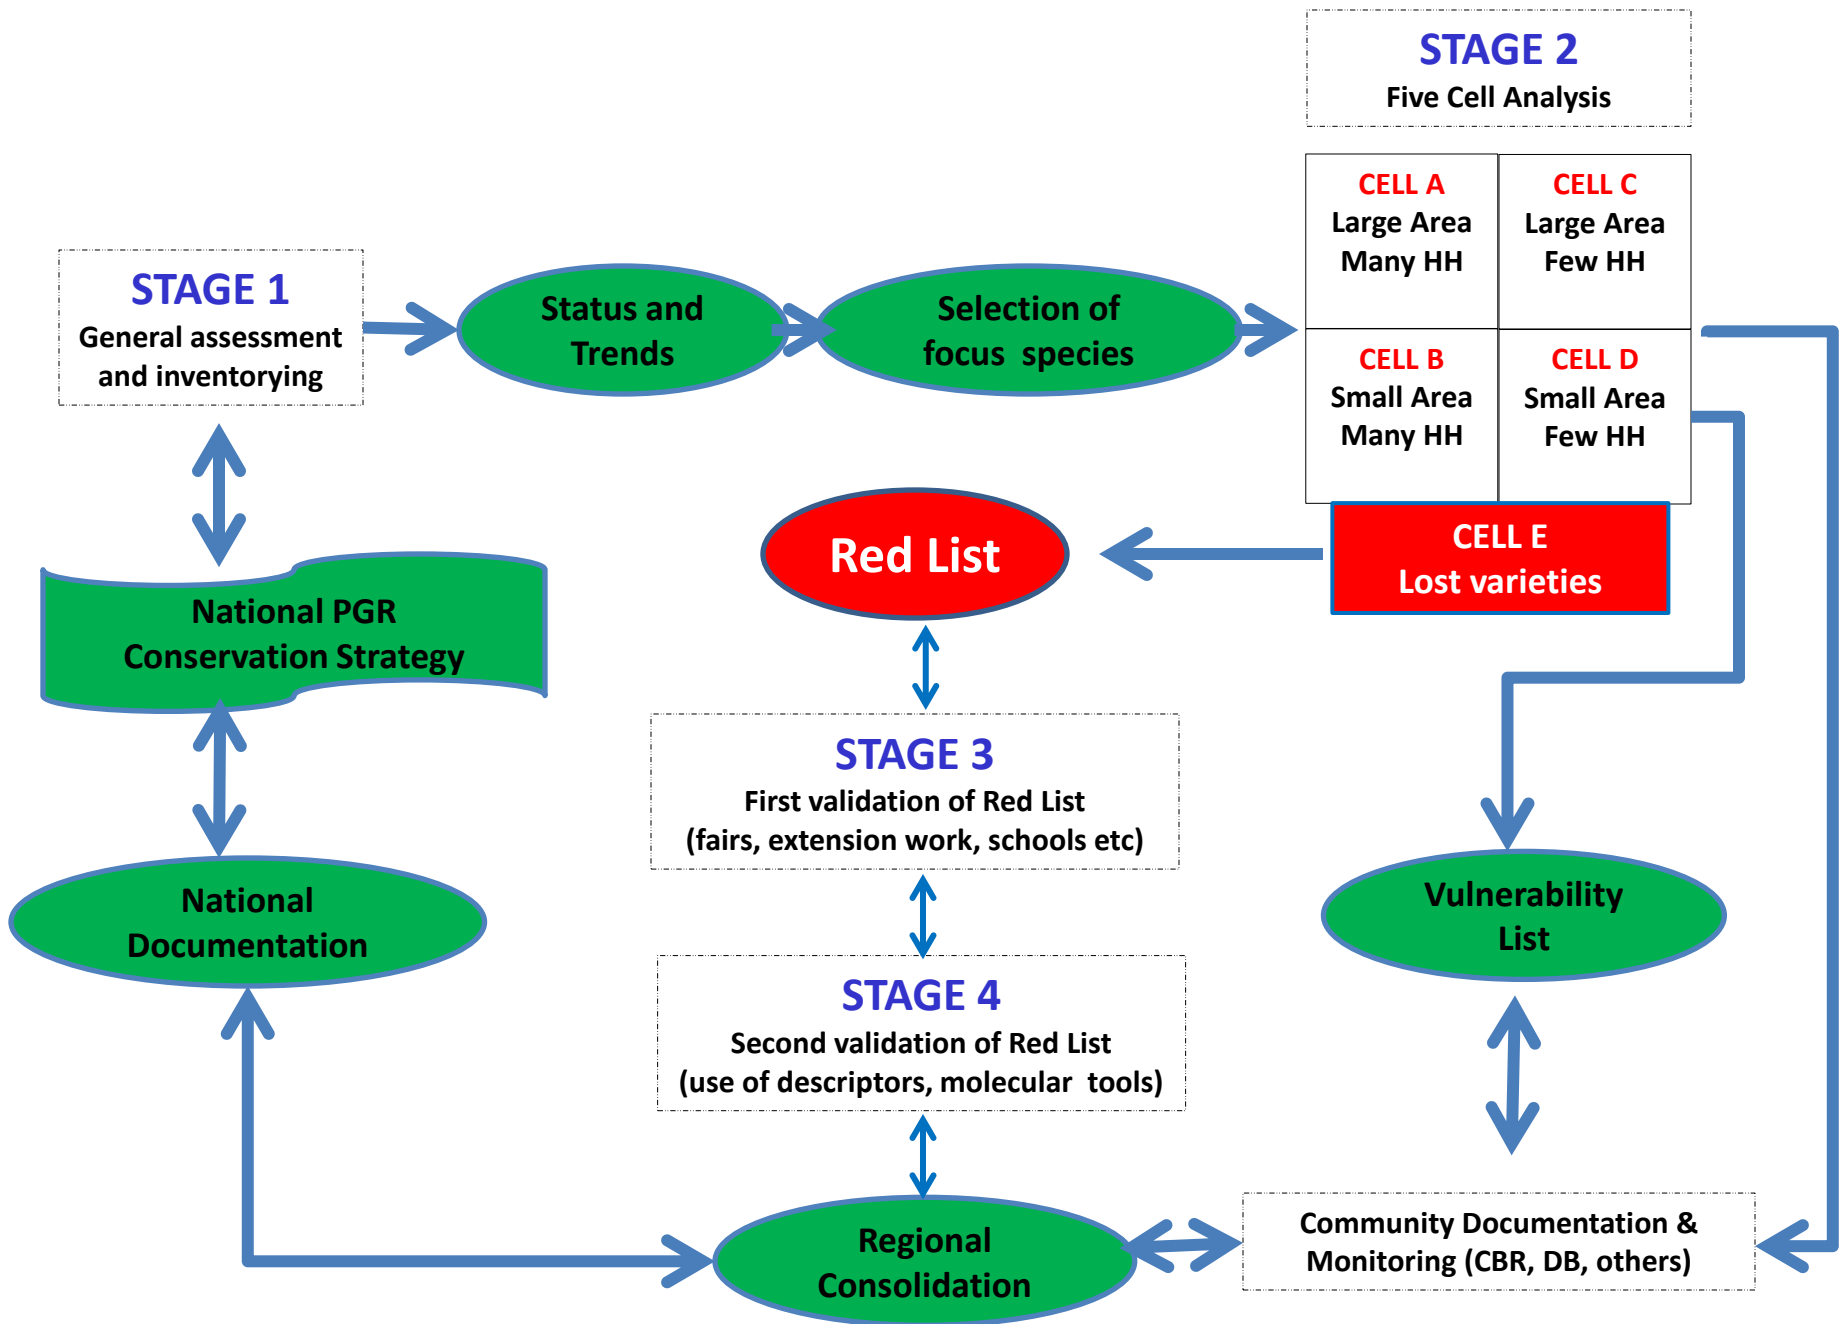 STAGE 2
Five Cell Analysis
CELL A
Large Area
Many HH
CELL C
Large Area
Few HH
CELL B
Small Area
Many HH
CELL D
Small Area
Few HH
CELL E
Lost varieties
STAGE 1
General assessment
and inventorying
Status and
Trends
Selection of
focus species
Red List
National PGR
Conservation Strategy
STAGE 3
First validation of Red List
(fairs, extension work, schools etc)
National
Documentation
Vulnerability
List
STAGE 4
Second validation of Red List
(use of descriptors, molecular tools)
Regional
Consolidation
Community Documentation &
Monitoring (CBR, DB, others)